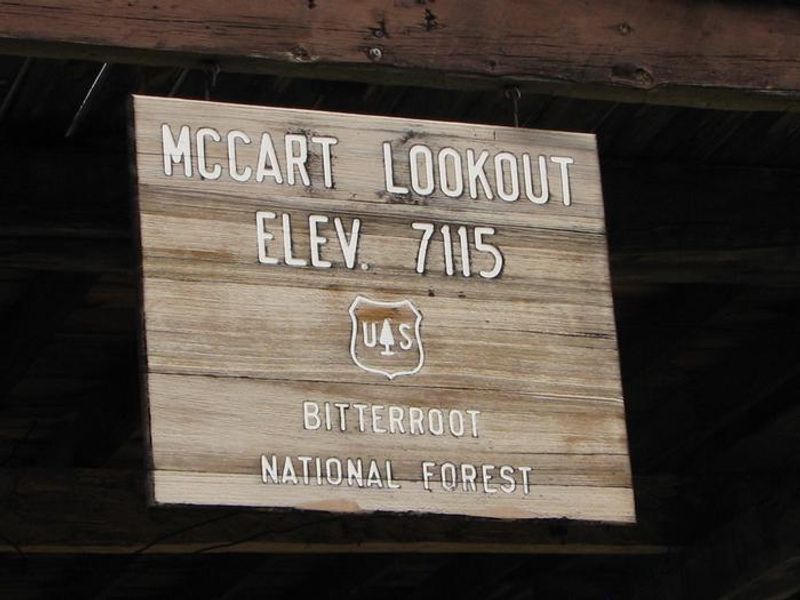 MCCART LOOKOUT
ELEV. 7115
US
BITTERROOT
NATIONAL FOREST